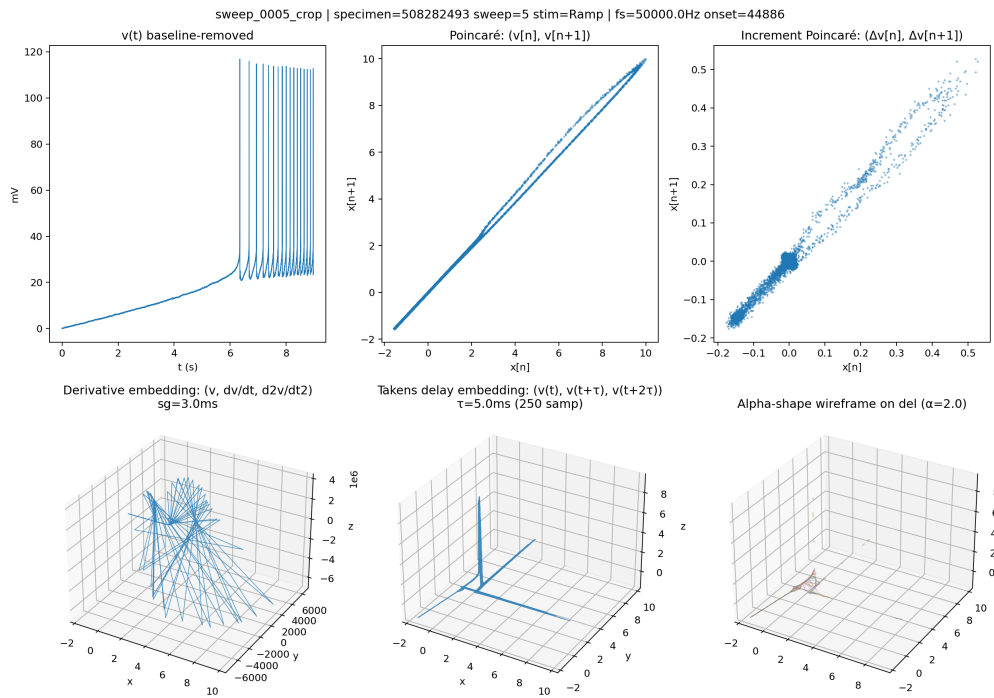 sweep_0005_crop | specimen=508282493 sweep=5 stim=Ramp | fs=50000.0Hz onset=44886
v(t) baseline-removed
Poincaré: (v[n], v[n+1])
Increment Poincaré: (Δv[n], Δv[n+1])
120
100
80
60
40
20
0
mV
0 2 4 6 8
t (s)
10
8
6
4
2
0
−2
x[n+1]
−2 0 2 4 6 8 10
x[n]
0.5
0.4
0.3
0.2
0.1
0.0
−0.1
−0.2
x[n+1]
−0.2 −0.1 0.0 0.1 0.2 0.3 0.4 0.5
x[n]
Derivative embedding: (v, dv/dt, d2v/dt2)
sg=3.0ms
Takens delay embedding: (v(t), v(t+τ), v(t+2τ))
τ=5.0ms (250 samp)
Alpha-shape wireframe on del (α=2.0)
1e6
4
2
0
−2
−4
−6
z
6000
4000
2000
0
−2000
−4000
−6000
y
−2 0 2 4 6 8 10
x
8
6
4
2
0
z
10
8
6
4
2
0
−2
y
−2 0 2 4 6 8 10
x
8
6
4
2
0
10
8
6
4
2
0
−2
−2 0 2 4 6 8